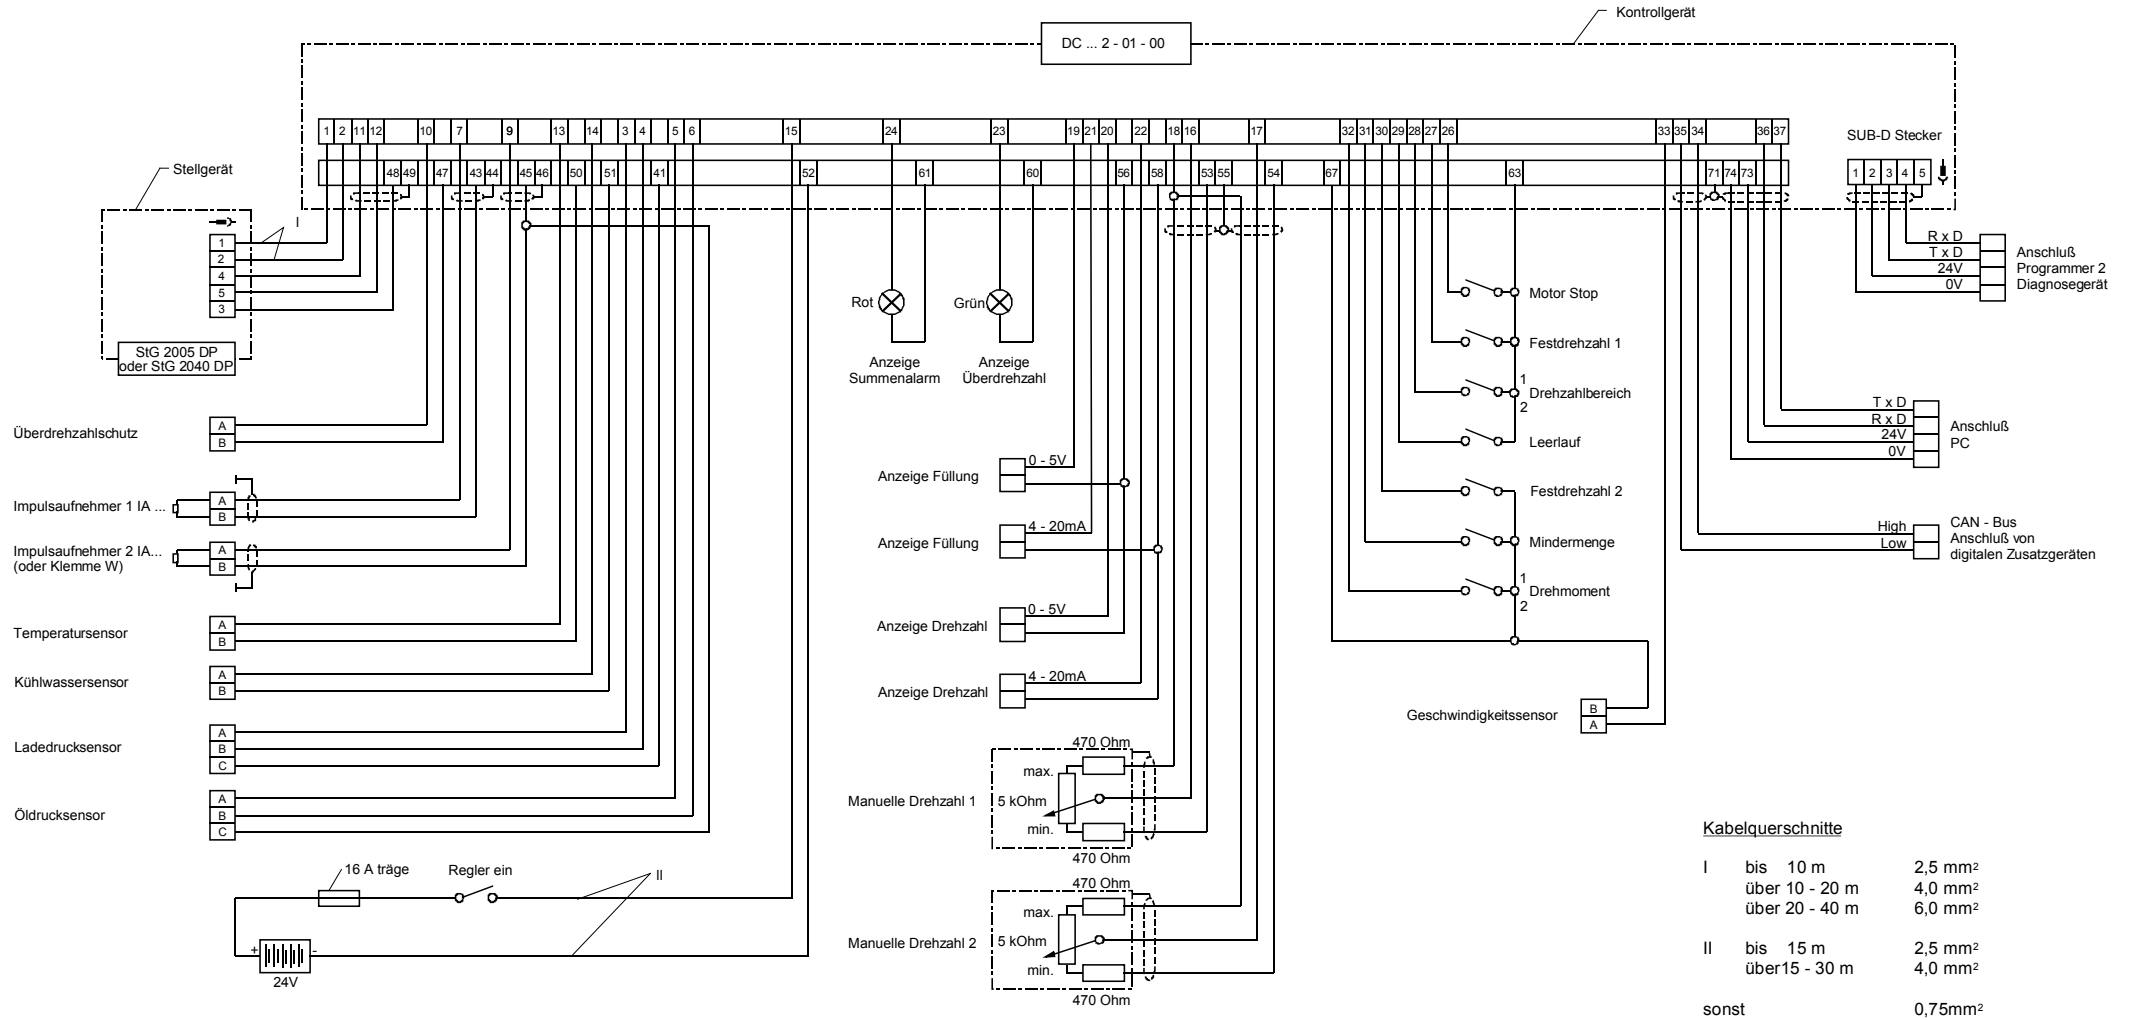 Kontrollgerät
DC ... 2 - 01 - 00
1 2 11 12 10 7 9 13 14 3 4 5 6 15 24 23 19 21 20 22 18 16 17 32 31 30 29 28 27 26 33 35 34 36 37
SUB-D Stecker
48 49 47 43 44 45 46 50 51 41 52 61 60 56 58 53 55 54 67 63 71 74 73
1 2 3 4 5
Stellgerät
I
1
2
4
5
3
StG 2005 DP
oder StG 2040 DP
R x D
T x D
24V
0V
Anschluß
Programmer 2
Diagnosegerät
Rot
Anzeige
Summenalarm
Grün
Anzeige
Überdrehzahl
Motor Stop
Festdrehzahl 1
1
Drehzahlbereich
2
Leerlauf
Festdrehzahl 2
Mindermenge
1
Drehmoment
2
T x D
R x D
24V
0V
Anschluß
PC
High
Low
CAN - Bus
Anschluß von
digitalen Zusatzgeräten
Überdrehzahlschutz
A
B
Impulsaufnehmer 1 IA ...
A
B
Impulsaufnehmer 2 IA...
(oder Klemme W)
A
B
Temperatursensor
A
B
Kühlwassersensor
A
B
Ladedrucksensor
A
B
C
Öldrucksensor
A
B
C
Anzeige Füllung
0 - 5V
Anzeige Füllung
4 - 20mA
Anzeige Drehzahl
0 - 5V
Anzeige Drehzahl
4 - 20mA
Geschwindigkeitssensor
B
A
470 Ohm
max.
Manuelle Drehzahl 1
5 kOhm
min.
470 Ohm
470 Ohm
max.
Manuelle Drehzahl 2
5 kOhm
min.
470 Ohm
16 A träge
Regler ein
II
+
-
24V
Kabelquerschnitte
I bis 10 m 2,5 mm²
über 10 - 20 m 4,0 mm²
über 20 - 40 m 6,0 mm²
II bis 15 m 2,5 mm²
über15 - 30 m 4,0 mm²
sonst 0,75mm²